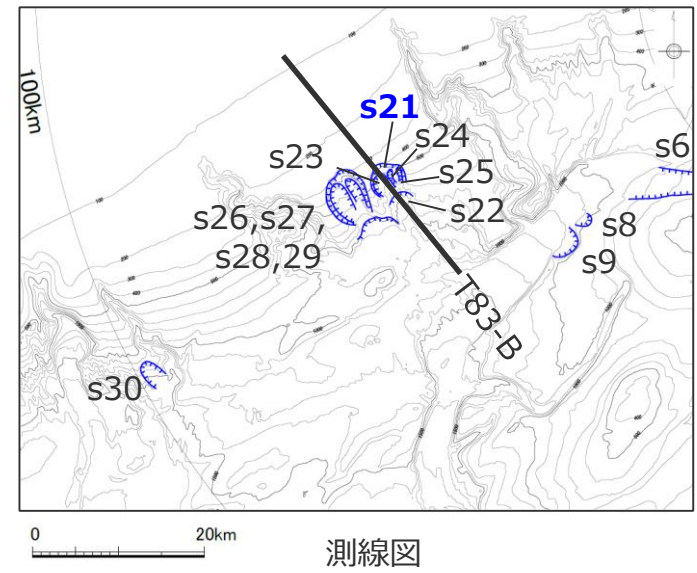 100km
s21
s24
s23
s25
s6
s22
s26,s27,
s28,29
s8
s9
T83-B
s30
0 20km
測線図